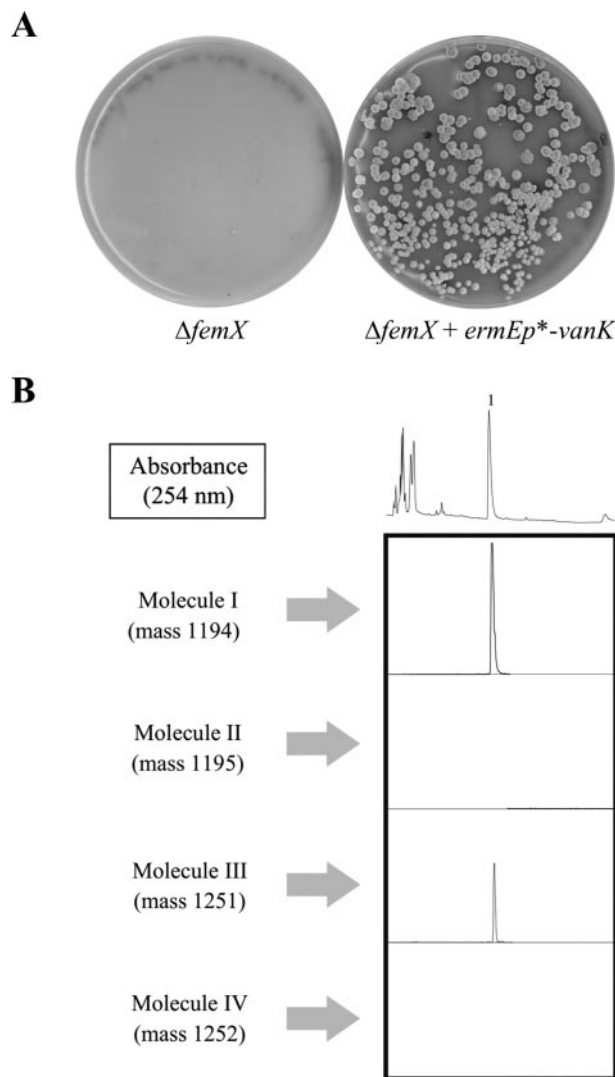 A
ΔfemX
ΔfemX + ermEp*-vanK
B
1
Absorbance
(254 nm)
Molecule I
(mass 1194)
Molecule II
(mass 1195)
Molecule III
(mass 1251)
Molecule IV
(mass 1252)